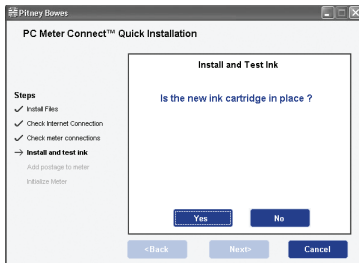 Pitney Bowes
PC Meter Connect™ Quick Installation
Install and Test Ink
Is the new ink cartridge in place ?
Steps
Install Files
Check Internet Connection
Check meter connections
Install and test ink
Add postage to meter
Initialize Meter
Yes
No
<Back
Next>
Cancel